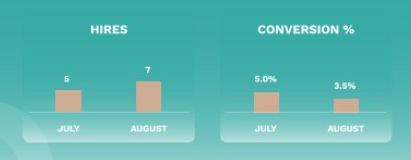 HIRES
5
7
JULY
AUGUST
CONVERSION %
5.0%
3.5%
JULY
AUGUST